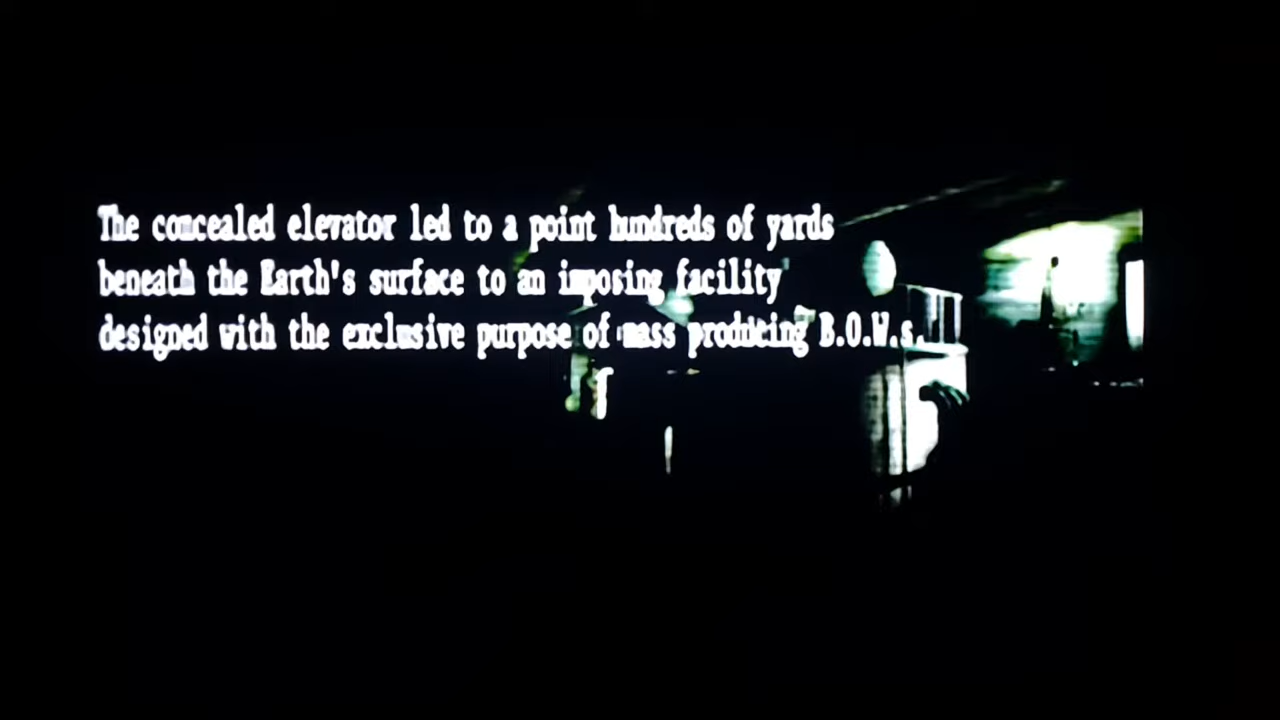 The concealed elevator led to a point hundreds of yards
beneath the Earth's surface to an imposing facility
designed with the exclusive purpose of mass producing B.O.W.s.